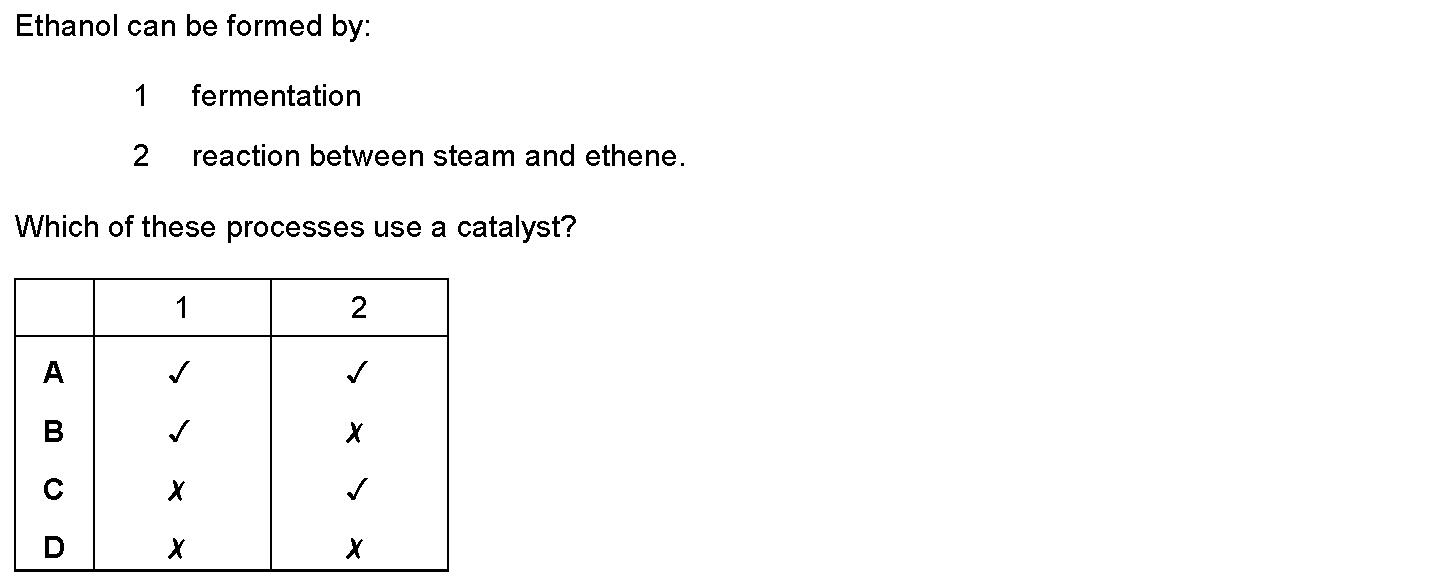 Ethanol can be formed by:
1 fermentation
2 reaction between steam and ethene.
Which of these processes use a catalyst?
1 2
A ✓ ✓
B ✓ ✗
C ✗ ✓
D ✗ ✗